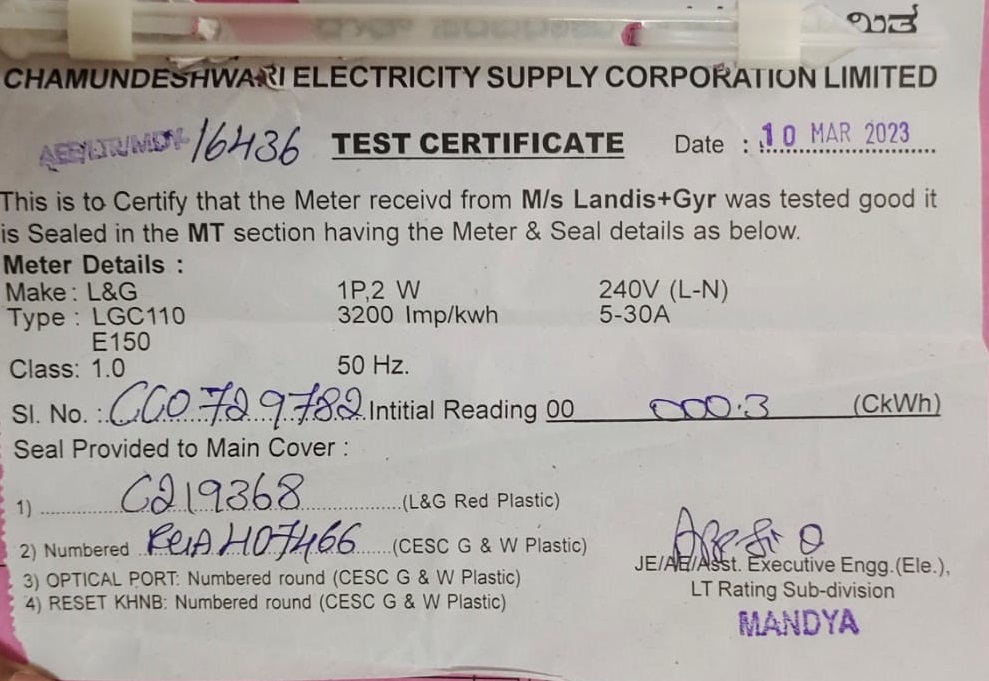 CHAMUNDESHWARI ELECTRICITY SUPPLY CORPORATION LIMITED
AEE/LTR/MDY/16436 TEST CERTIFICATE Date : 10 MAR 2023
This is to Certify that the Meter receivd from M/s Landis+Gyr was tested good it
is Sealed in the MT section having the Meter & Seal details as below.
Meter Details :
Make : L&G 1P,2 W 240V (L-N)
Type : LGC110 3200 Imp/kwh 5-30A
E150
Class: 1.0 50 Hz.
Sl. No. : CC0729782 Intitial Reading 00 000.3 (CkWh)
Seal Provided to Main Cover :
1) C219368 (L&G Red Plastic)
2) Numbered (CESC G & W Plastic)
3) OPTICAL PORT: Numbered round (CESC G & W Plastic)
4) RESET KHNB: Numbered round (CESC G & W Plastic)
JE/AE/Asst. Executive Engg.(Ele.),
LT Rating Sub-division
MANDYA